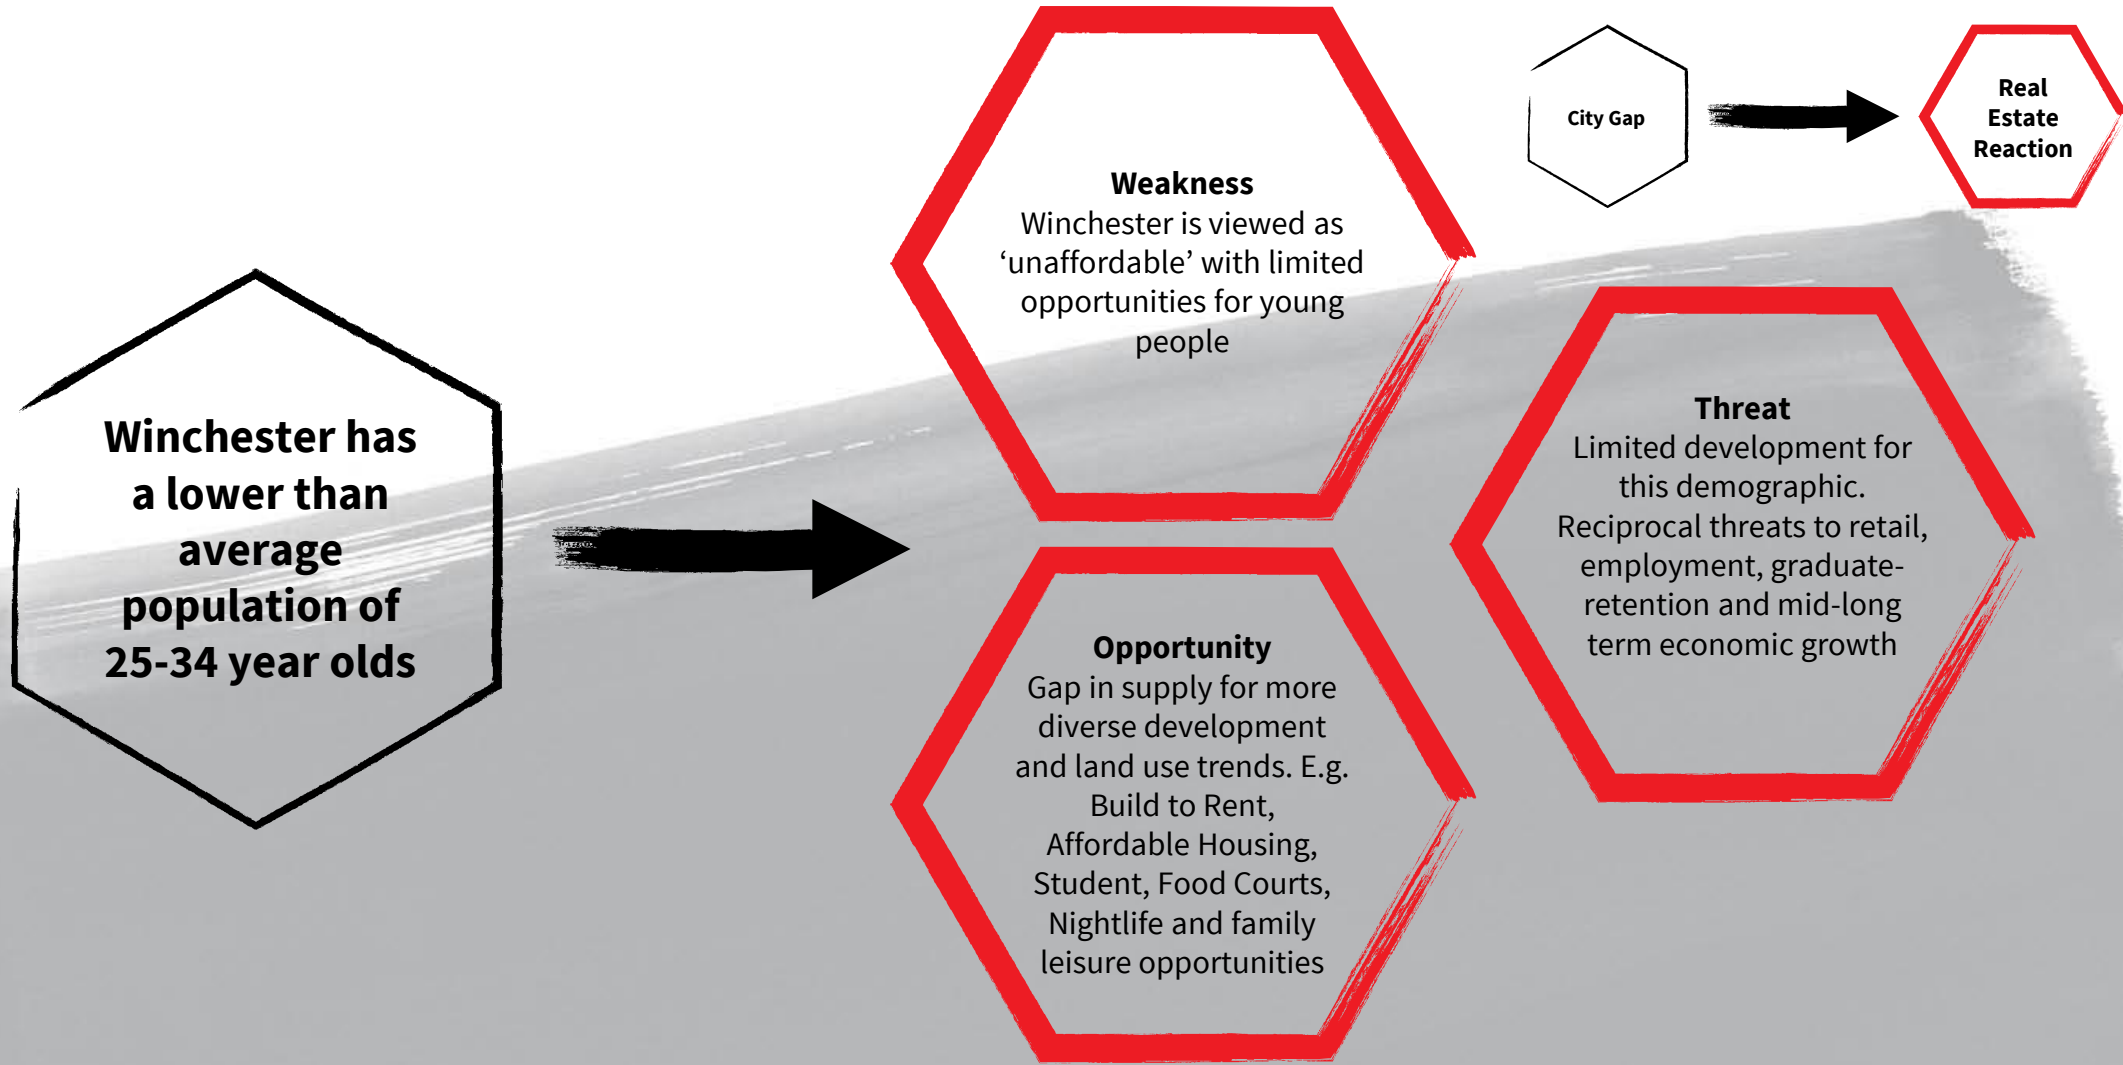 Winchester has
a lower than
average
population of
25-34 year olds
Weakness
Winchester is viewed as
‘unaffordable’ with limited
opportunities for young
people
Opportunity
Gap in supply for more
diverse development
and land use trends. E.g.
Build to Rent,
Affordable Housing,
Student, Food Courts,
Nightlife and family
leisure opportunities
Threat
Limited development for
this demographic.
Reciprocal threats to retail,
employment, graduate-
retention and mid-long
term economic growth
City Gap
Real
Estate
Reaction